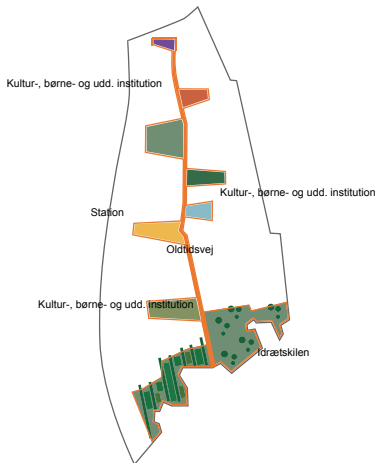 Kultur-, børne- og udd. institution
Kultur-, børne- og udd. institution
Station
Oldtidsvej
Kultur-, børne- og udd. institution
Idrætskilen